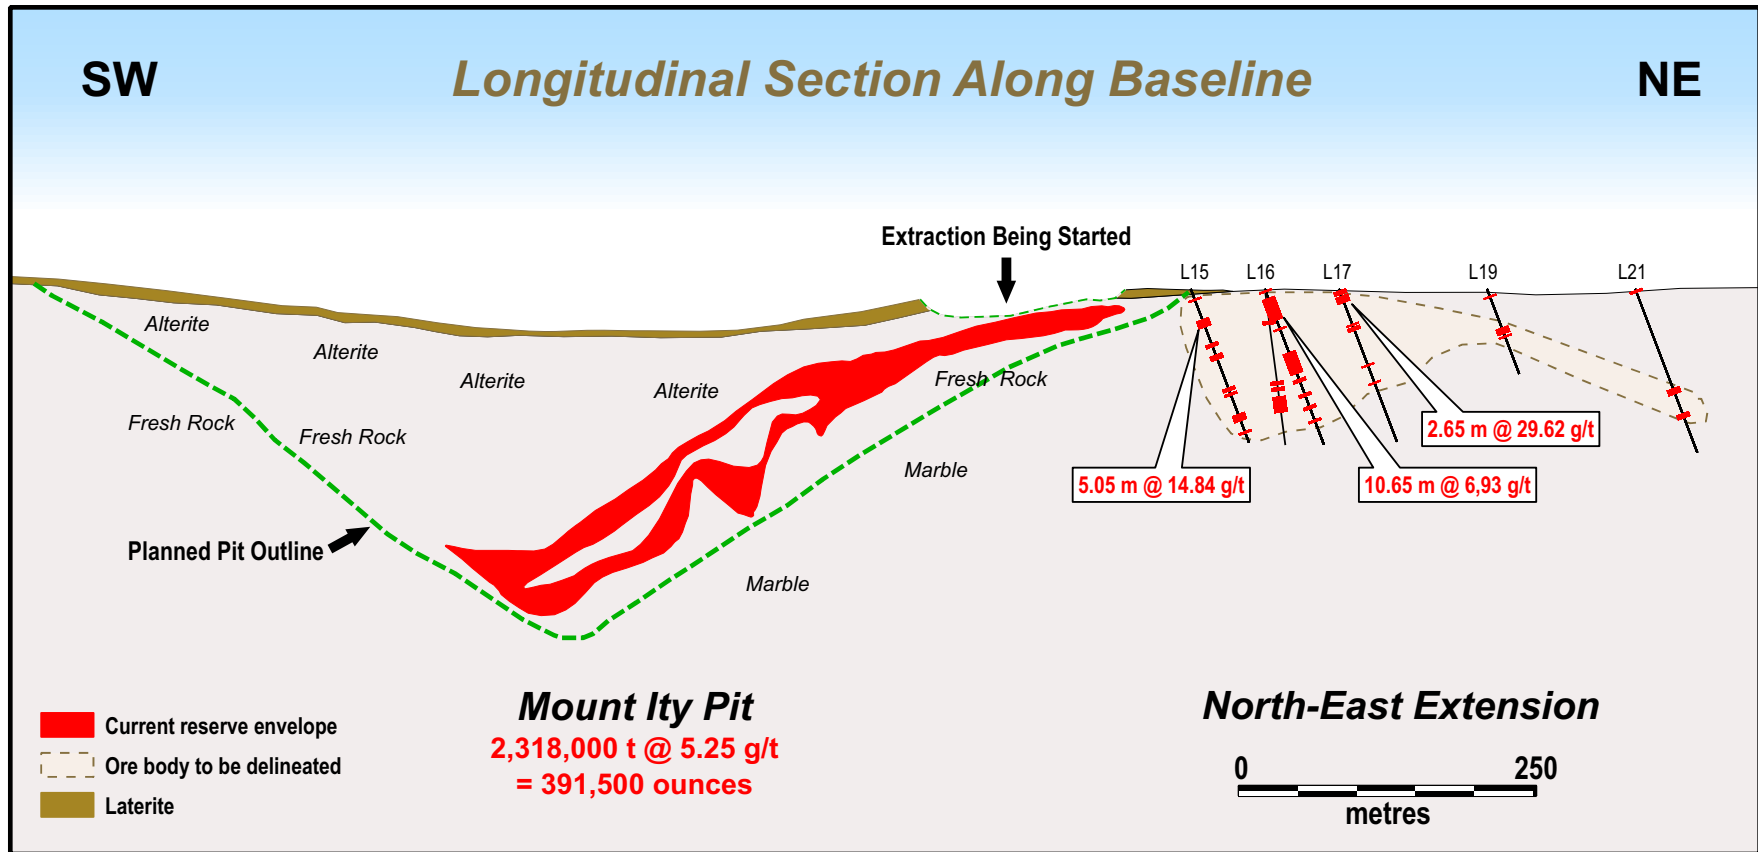 SW
Longitudinal Section Along Baseline
NE
Extraction Being Started
L15
L16
L17
L19
L21
Alterite
Alterite
Alterite
Alterite
Fresh Rock
Fresh Rock
Fresh Rock
Marble
Marble
2.65 m @ 29.62 g/t
5.05 m @ 14.84 g/t
10.65 m @ 6,93 g/t
Planned Pit Outline
Mount Ity Pit
2,318,000 t @ 5.25 g/t
= 391,500 ounces
North-East Extension
Current reserve envelope
Ore body to be delineated
Laterite
0
250
metres